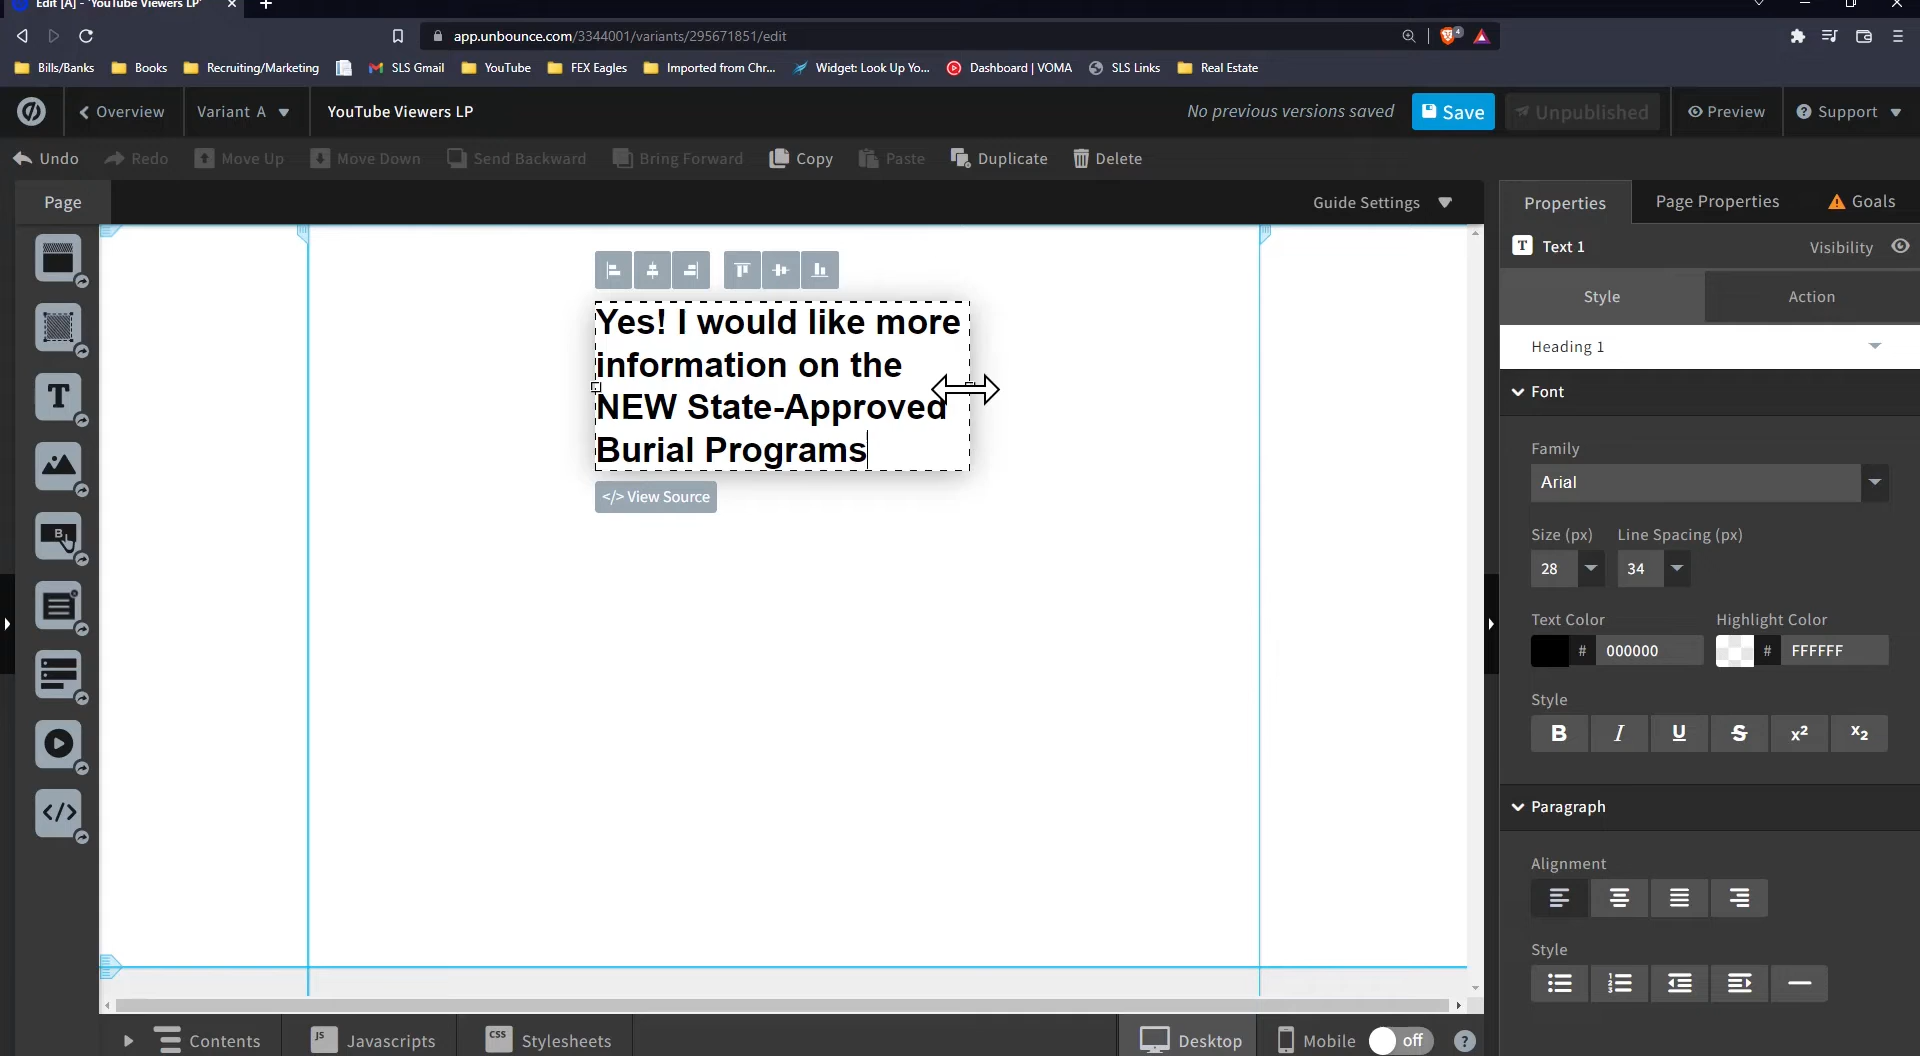 Edit [A] - 'YouTube Viewers LP'
app.unbounce.com/3344001/variants/295671851/edit
4
Bills/Banks Books Recruiting/Marketing SLS Gmail YouTube FEX Eagles Imported from Chr... Widget: Look Up Yo... Dashboard | VOMA SLS Links Real Estate
Overview Variant A YouTube Viewers LP No previous versions saved Save Unpublished Preview Support
Undo Redo Move Up Move Down Send Backward Bring Forward Copy Paste Duplicate Delete
Page Guide Settings Properties Page Properties Goals
T Text 1 Visibility
Style Action
Heading 1
Yes! I would like more
information on the
NEW State-Approved
Burial Programs
</> View Source
T
B
</>
Font
Family
Arial
Size (px) Line Spacing (px)
28 34
Text Color Highlight Color
# 000000 # FFFFFF
Style
B I U S x² x₂
Paragraph
Alignment
Style
Contents JS Javascripts CSS Stylesheets Desktop Mobile off ?